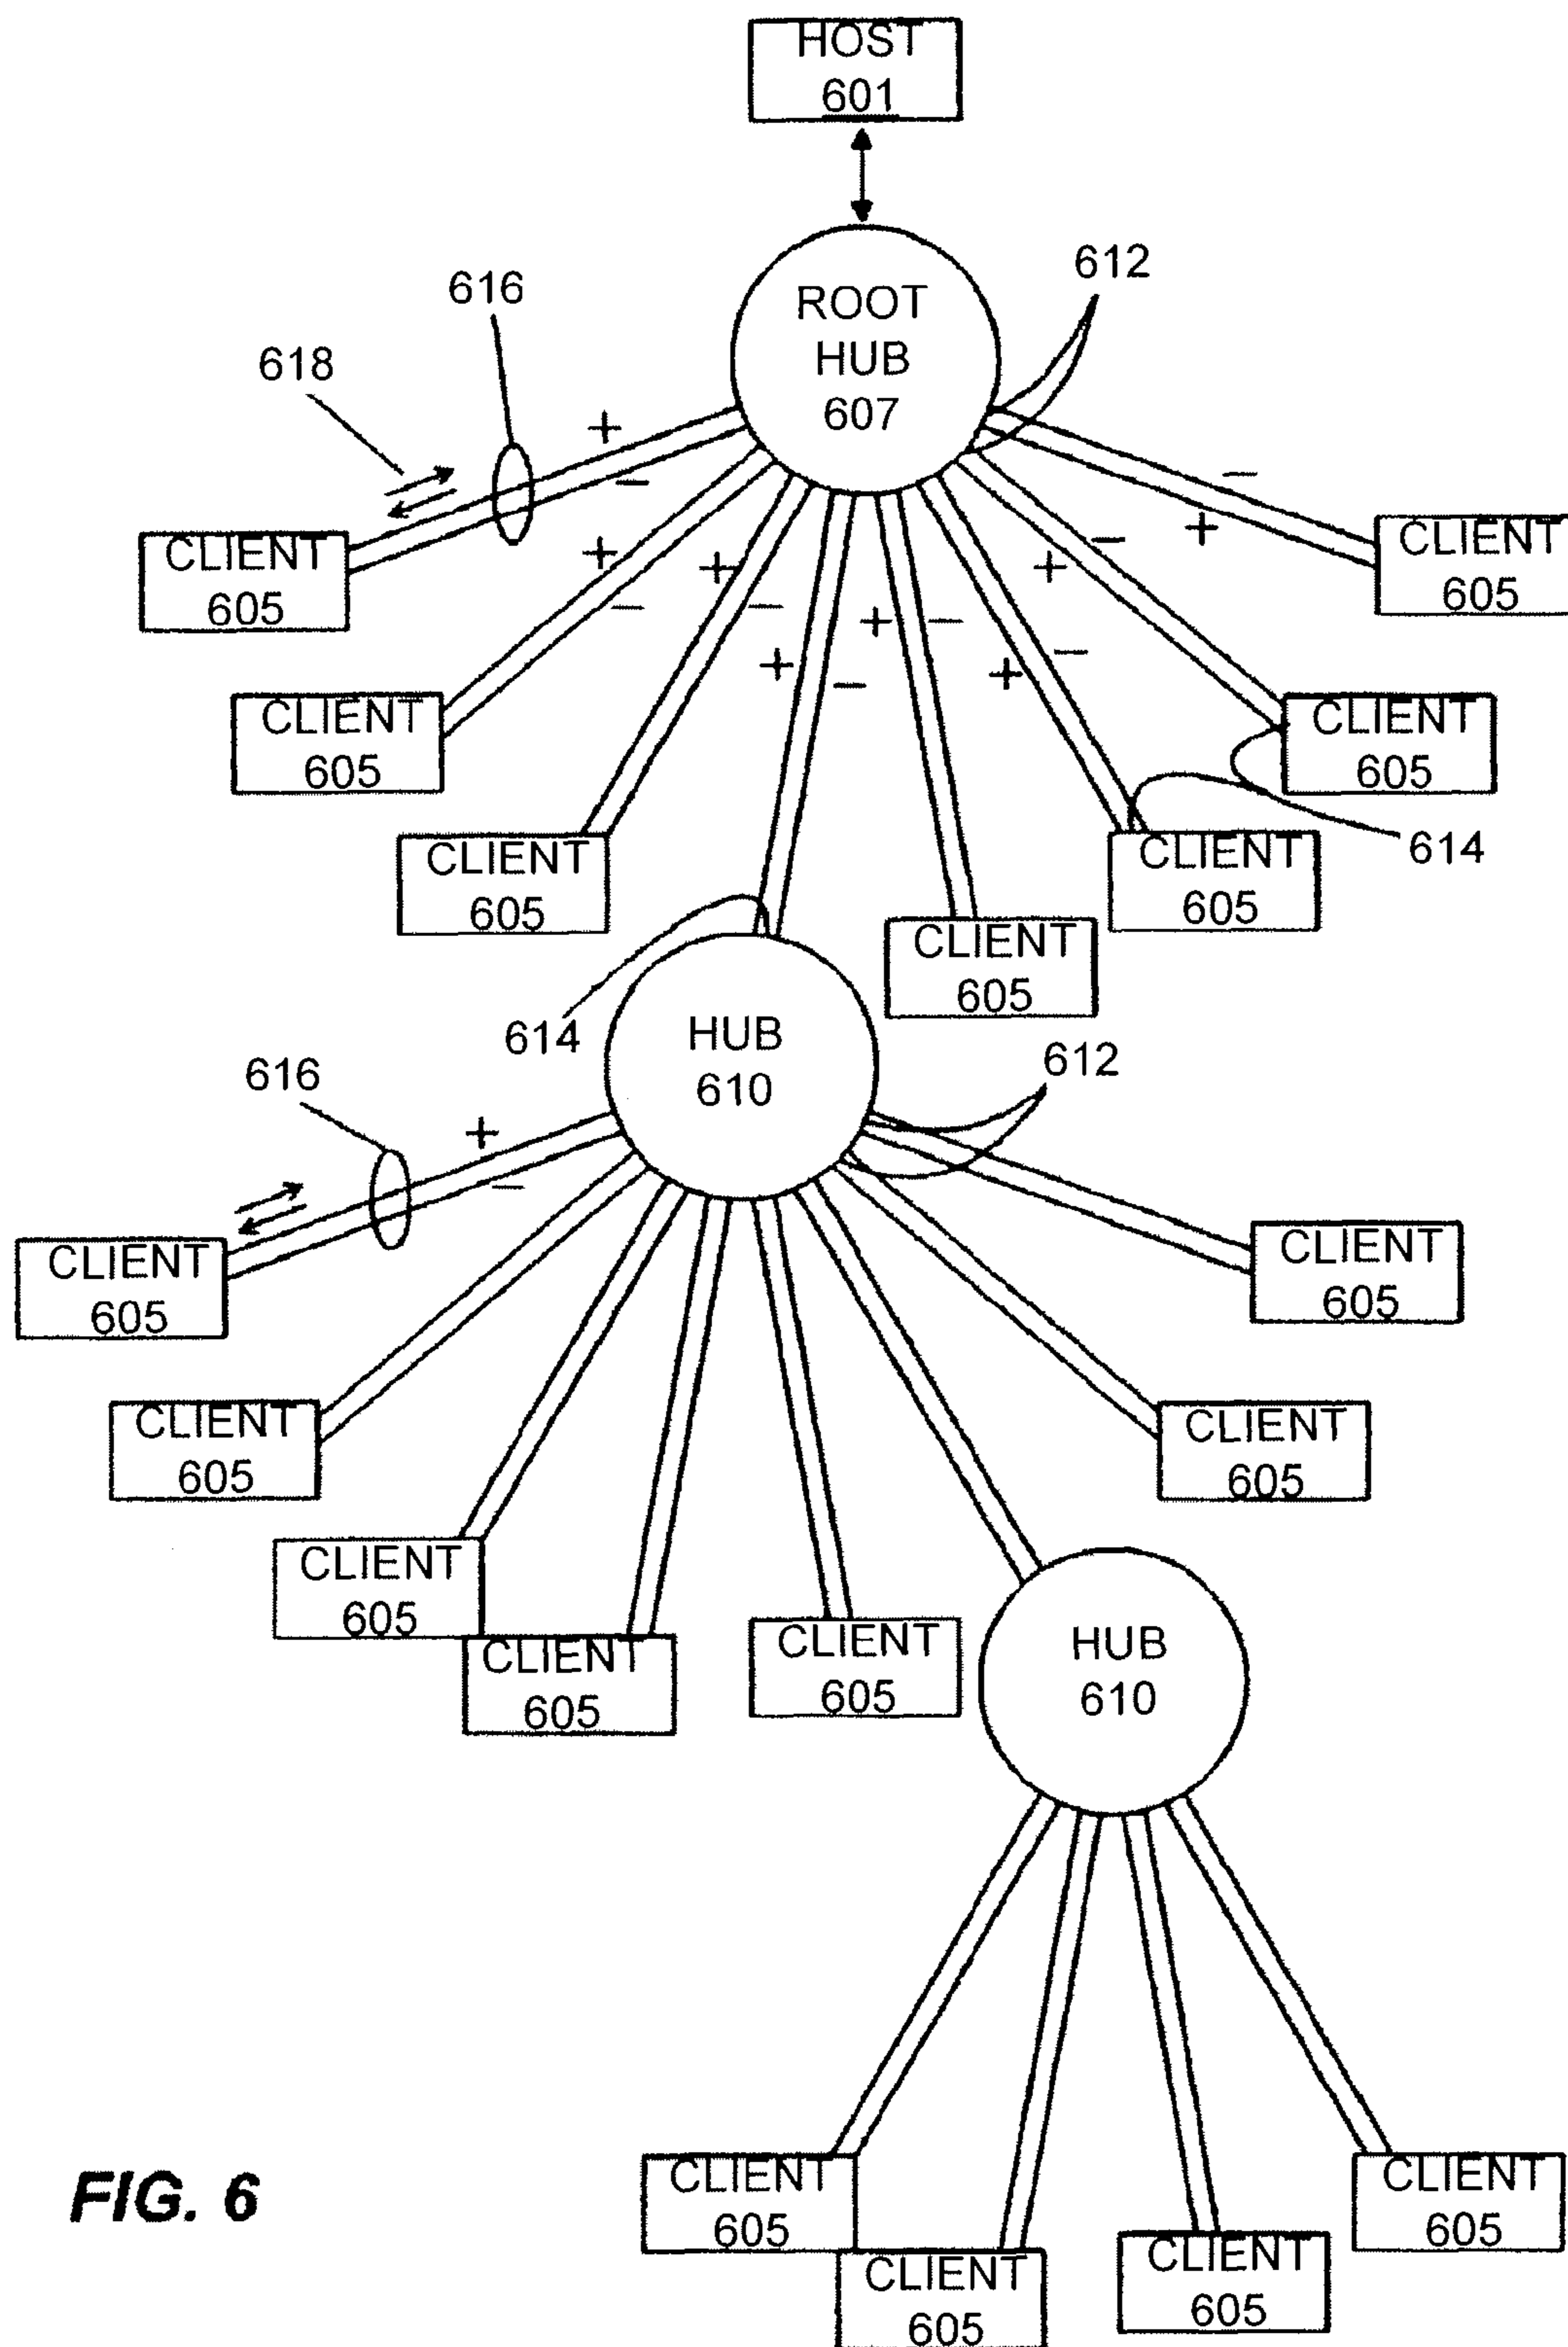 HOST
601
612
616
ROOT
HUB
607
618
+
−
−
+
CLIENT
605
CLIENT
605
+
−
+
−
+
−
+
−
+
−
+
−
CLIENT
605
CLIENT
605
CLIENT
605
CLIENT
605
614
CLIENT
605
614
HUB
610
612
616
+
−
CLIENT
605
CLIENT
605
CLIENT
605
CLIENT
605
CLIENT
605
CLIENT
605
CLIENT
605
HUB
610
CLIENT
605
CLIENT
605
CLIENT
605
CLIENT
605
FIG. 6